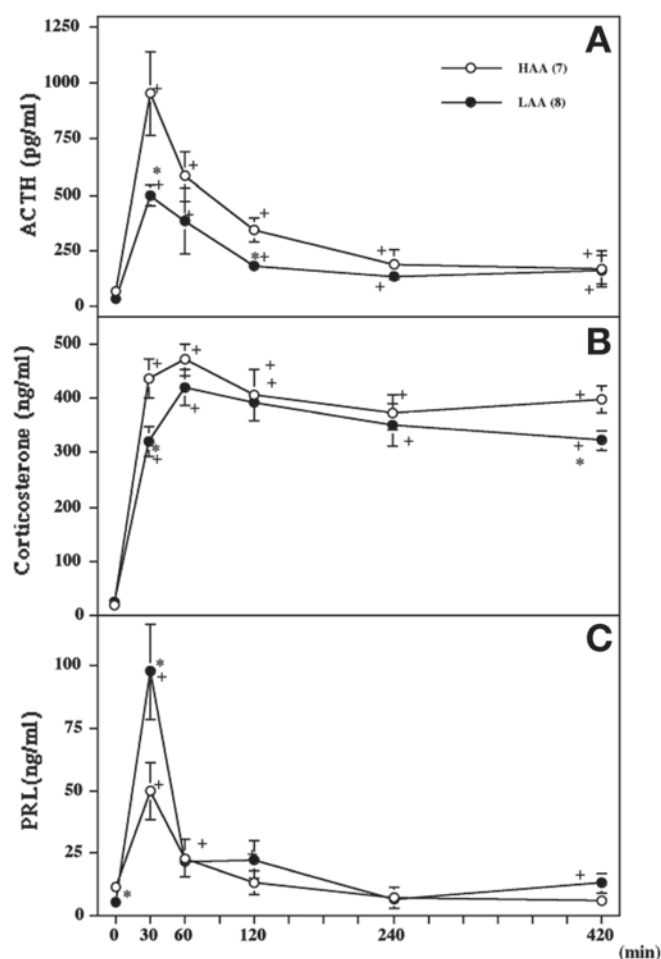 A
HAA (7)
LAA (8)
ACTH (pg/ml)
1250
1000
750
500
250
0
B
Corticosterone (ng/ml)
500
400
300
200
100
0
C
PRL(ng/ml)
100
75
50
25
0
0 30 60 120 240 420
(min)